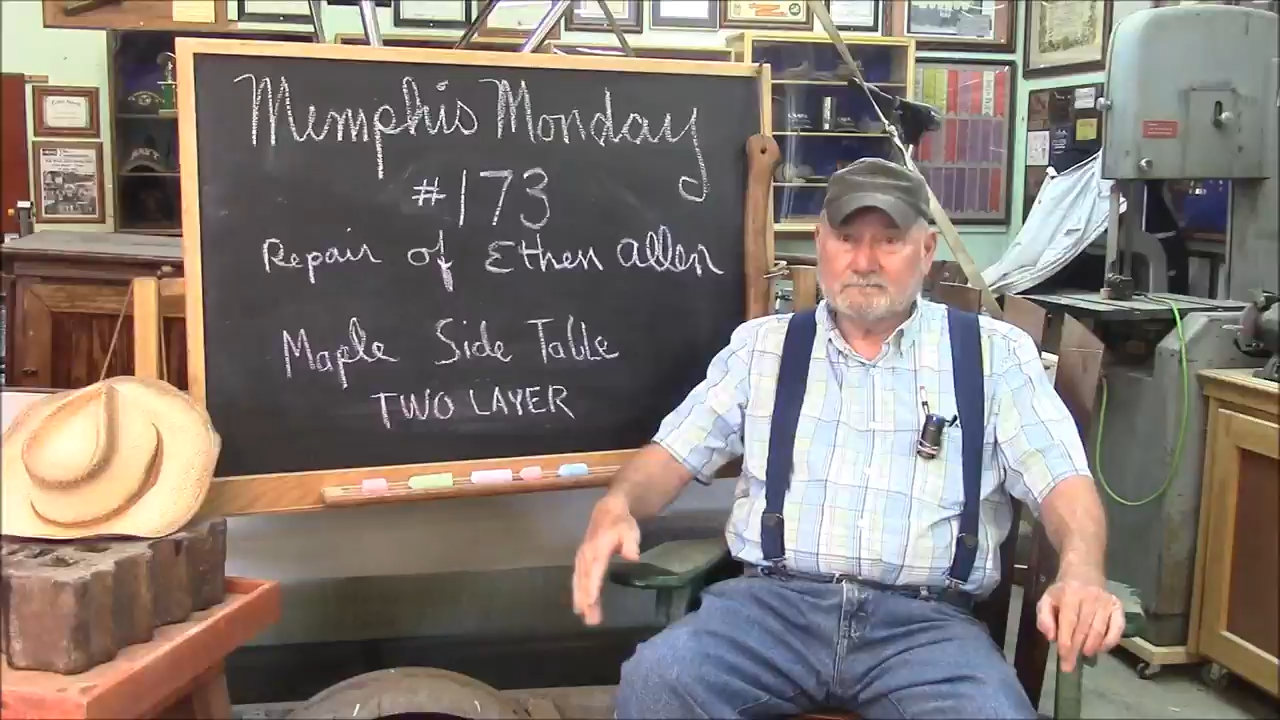 Memphis Monday
#173
Repair of Ethen Allen
Maple Side Table
TWO LAYER